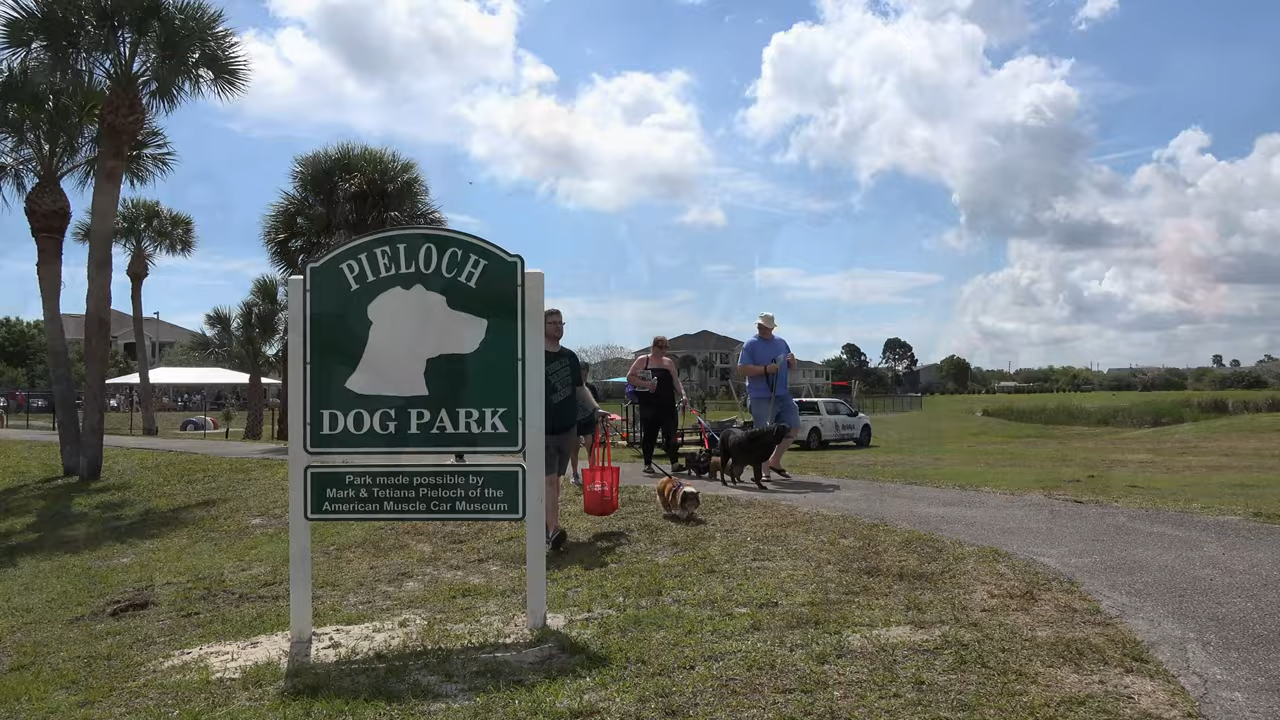 PIELOCH
DOG PARK
Park made possible by
Mark & Tetiana Pieloch of the
American Muscle Car Museum